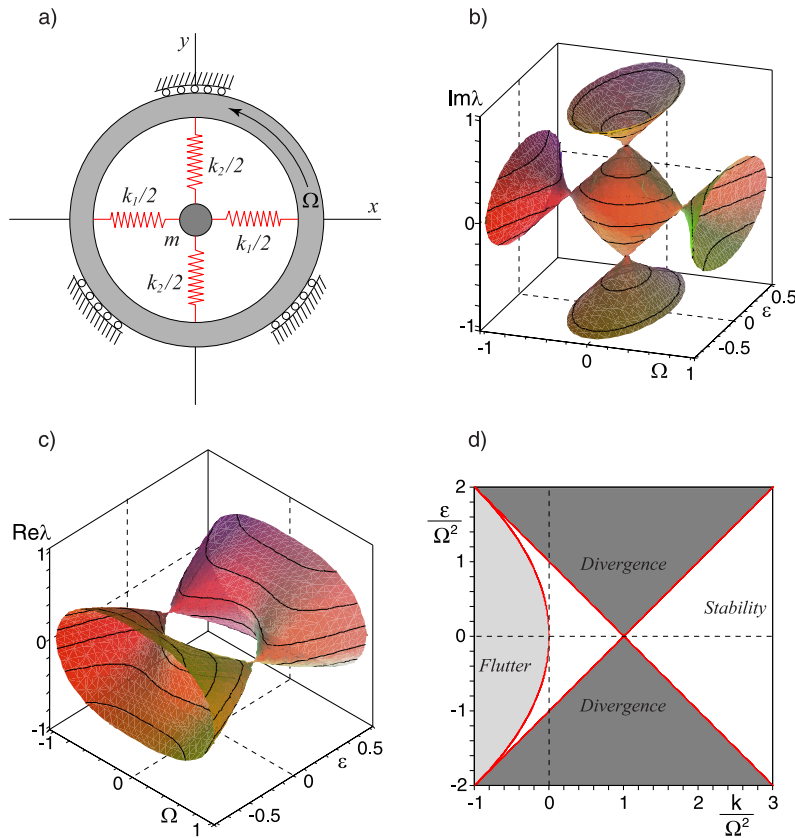 a)
y
k₂/2
k₁/2
Ω
x
m
k₁/2
k₂/2
b)
Imλ
1
0
-1
-1
0
Ω
1
-0.5
0
ε
0.5
c)
Reλ
1
0
-1
-1
0
Ω
1
-0.5
0
ε
0.5
d)
2
ε
Ω²
1
Divergence
Stability
0
Flutter
-1
Divergence
-2
-1
0
1
2
3
k
Ω²